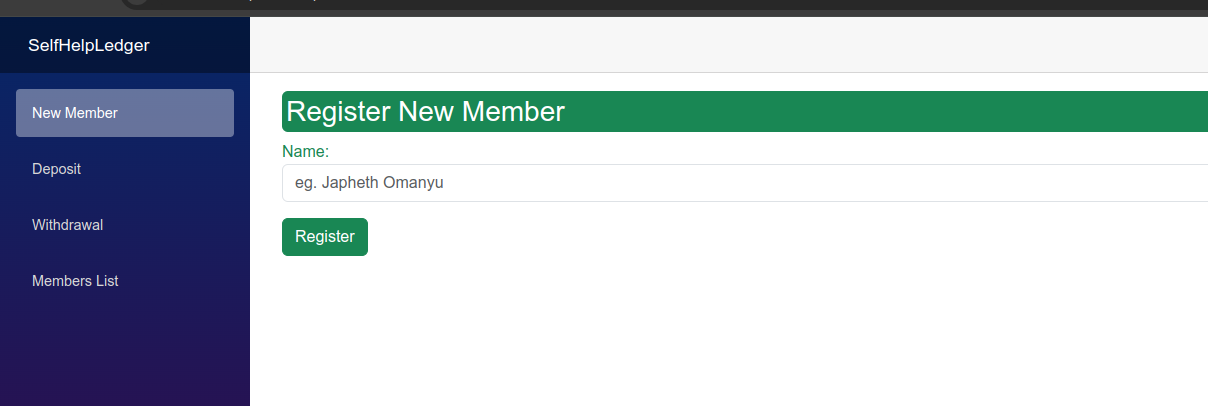 SelfHelpLedger
New Member
Deposit
Withdrawal
Members List
Register New Member
Name:
eg. Japheth Omanyu
Register